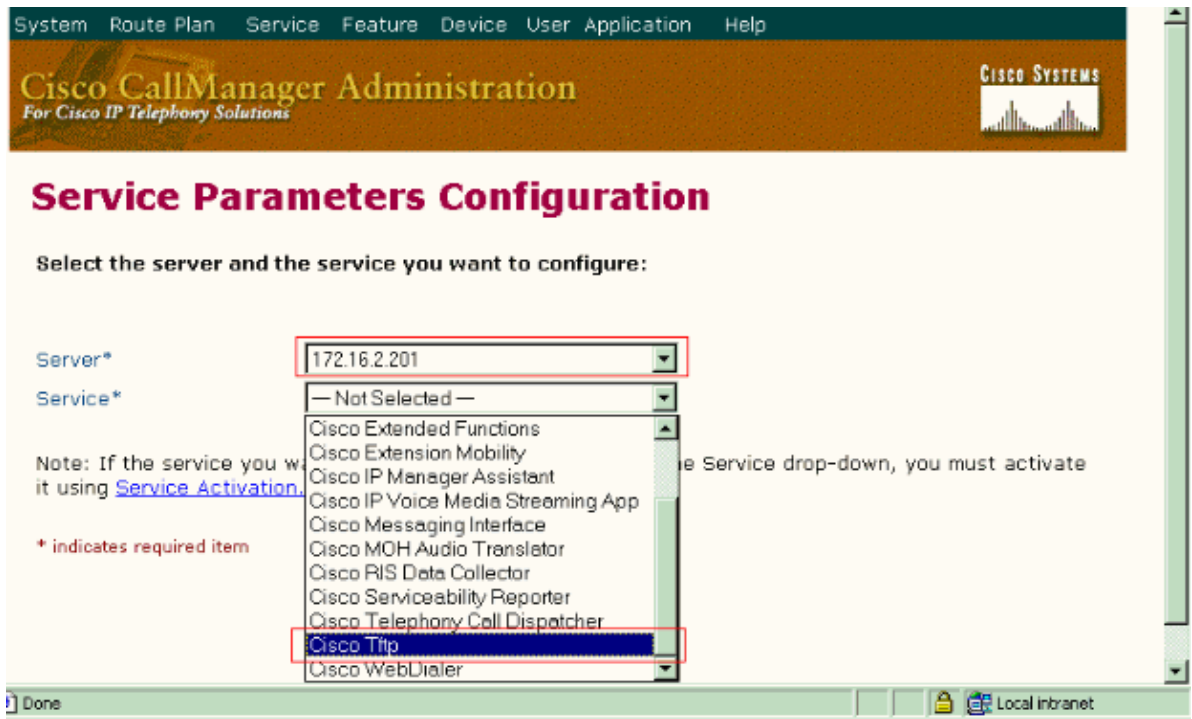 System Route Plan Service Feature Device User Application Help
Cisco CallManager Administration
For Cisco IP Telephony Solutions
CISCO SYSTEMS
Service Parameters Configuration
Select the server and the service you want to configure:
Server* 172.16.2.201
Service* — Not Selected —
Cisco Extended Functions
Cisco Extension Mobility
Cisco IP Manager Assistant
Cisco IP Voice Media Streaming App
Cisco Messaging Interface
Cisco MOH Audio Translator
Cisco RIS Data Collector
Cisco Serviceability Reporter
Cisco Telephony Call Dispatcher
Cisco Tftp
Cisco WebDialer
Note: If the service you w e Service drop-down, you must activate
it using Service Activation.
* indicates required item
Done Local intranet